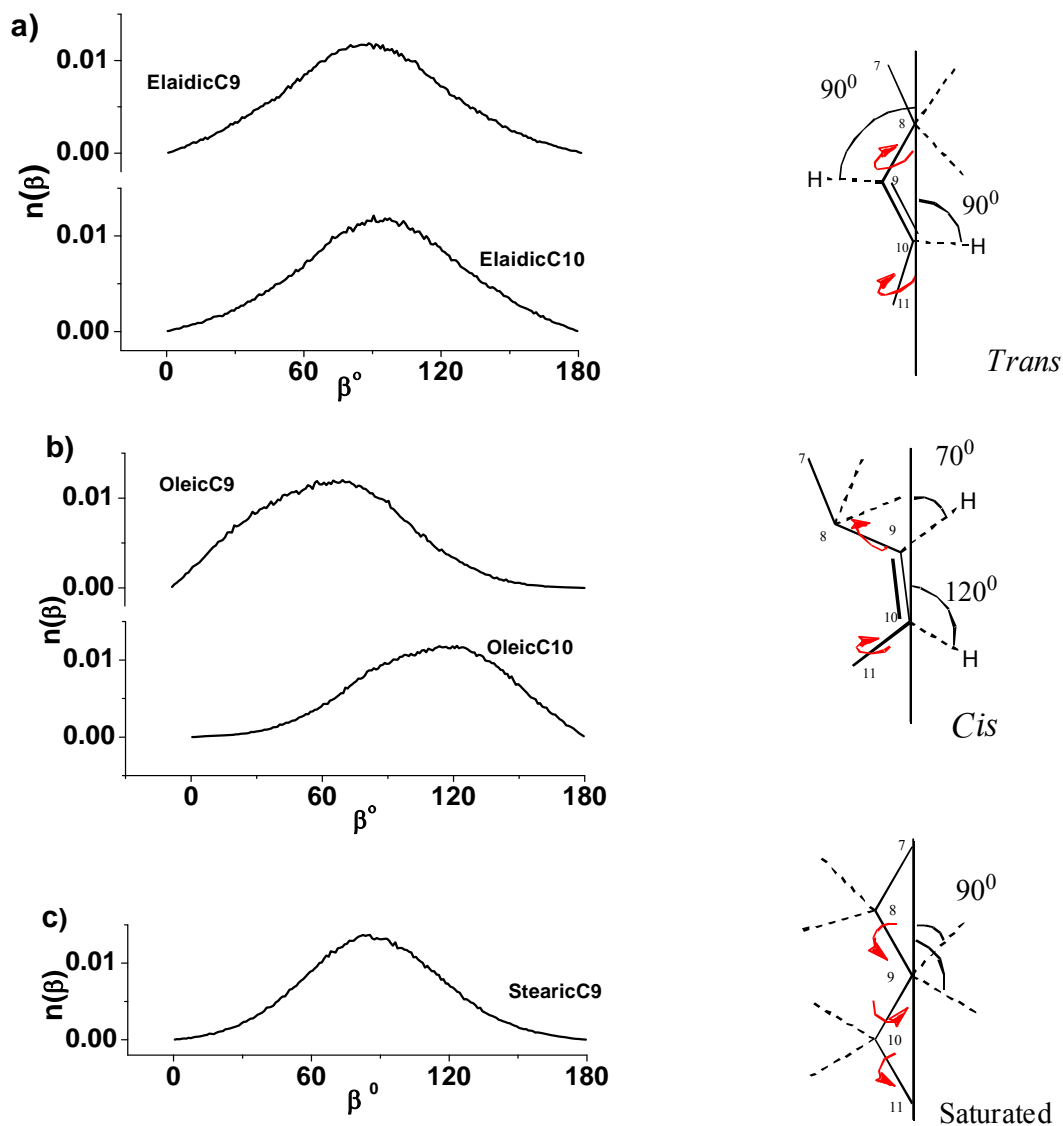 a)
0.01
0.00
ElaidicC9
n(β)
0.01
0.00
ElaidicC10
0 60 120 180
β°
7
90⁰
8
H
9
90⁰
10
H
11
Trans
b)
0.01
0.00
OleicC9
n(β)
0.01
0.00
OleicC10
0 60 120 180
β°
7
70⁰
H
9
8
120⁰
10
H
11
Cis
c)
0.01
0.00
n(β)
StearicC9
0 60 120 180
β⁰
7
90⁰
8
9
10
11
Saturated